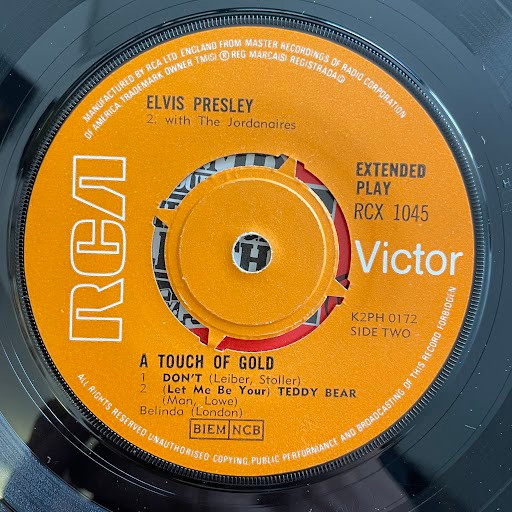 MANUFACTURED BY RCA LTD. ENGLAND FROM MASTER RECORDINGS OF RADIO CORPORATION
OF AMERICA TRADEMARK OWNER TM(S) ® REG MARCA(S) REGISTRADA(S)
ELVIS PRESLEY
2. with The Jordanaires
EXTENDED
PLAY
RCX 1045
RCA
Victor
K2PH 0172
SIDE TWO
A TOUCH OF GOLD
1 DON'T (Leiber, Stoller)
2 (Let Me Be Your) TEDDY BEAR
(Man, Lowe)
Belinda (London)
BIEM NCB
ALL RIGHTS RESERVED UNAUTHORISED COPYING, PUBLIC PERFORMANCE AND BROADCASTING OF THIS RECORD FORBIDDEN